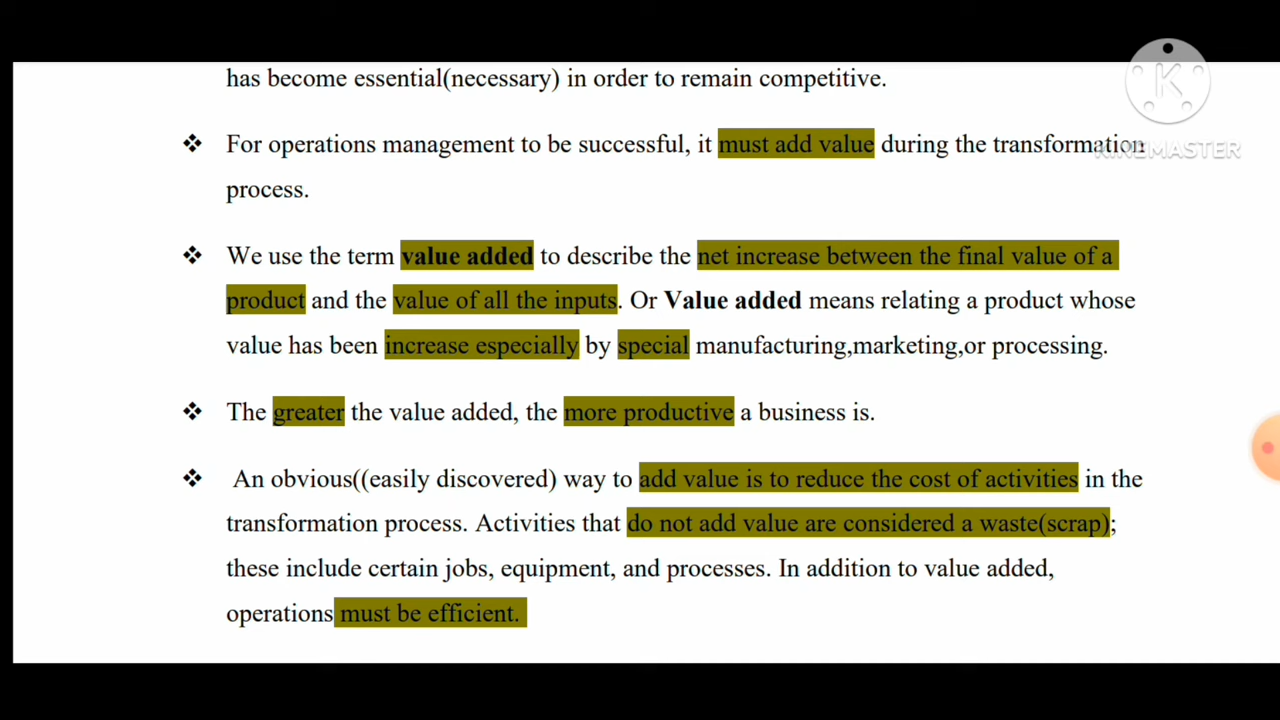 has become essential(necessary) in order to remain competitive.
❖ For operations management to be successful, it must add value during the transformation
process.
❖ We use the term value added to describe the net increase between the final value of a
product and the value of all the inputs. Or Value added means relating a product whose
value has been increase especially by special manufacturing,marketing,or processing.
❖ The greater the value added, the more productive a business is.
❖ An obvious((easily discovered) way to add value is to reduce the cost of activities in the
transformation process. Activities that do not add value are considered a waste(scrap);
these include certain jobs, equipment, and processes. In addition to value added,
operations must be efficient.
K
KINEMASTER